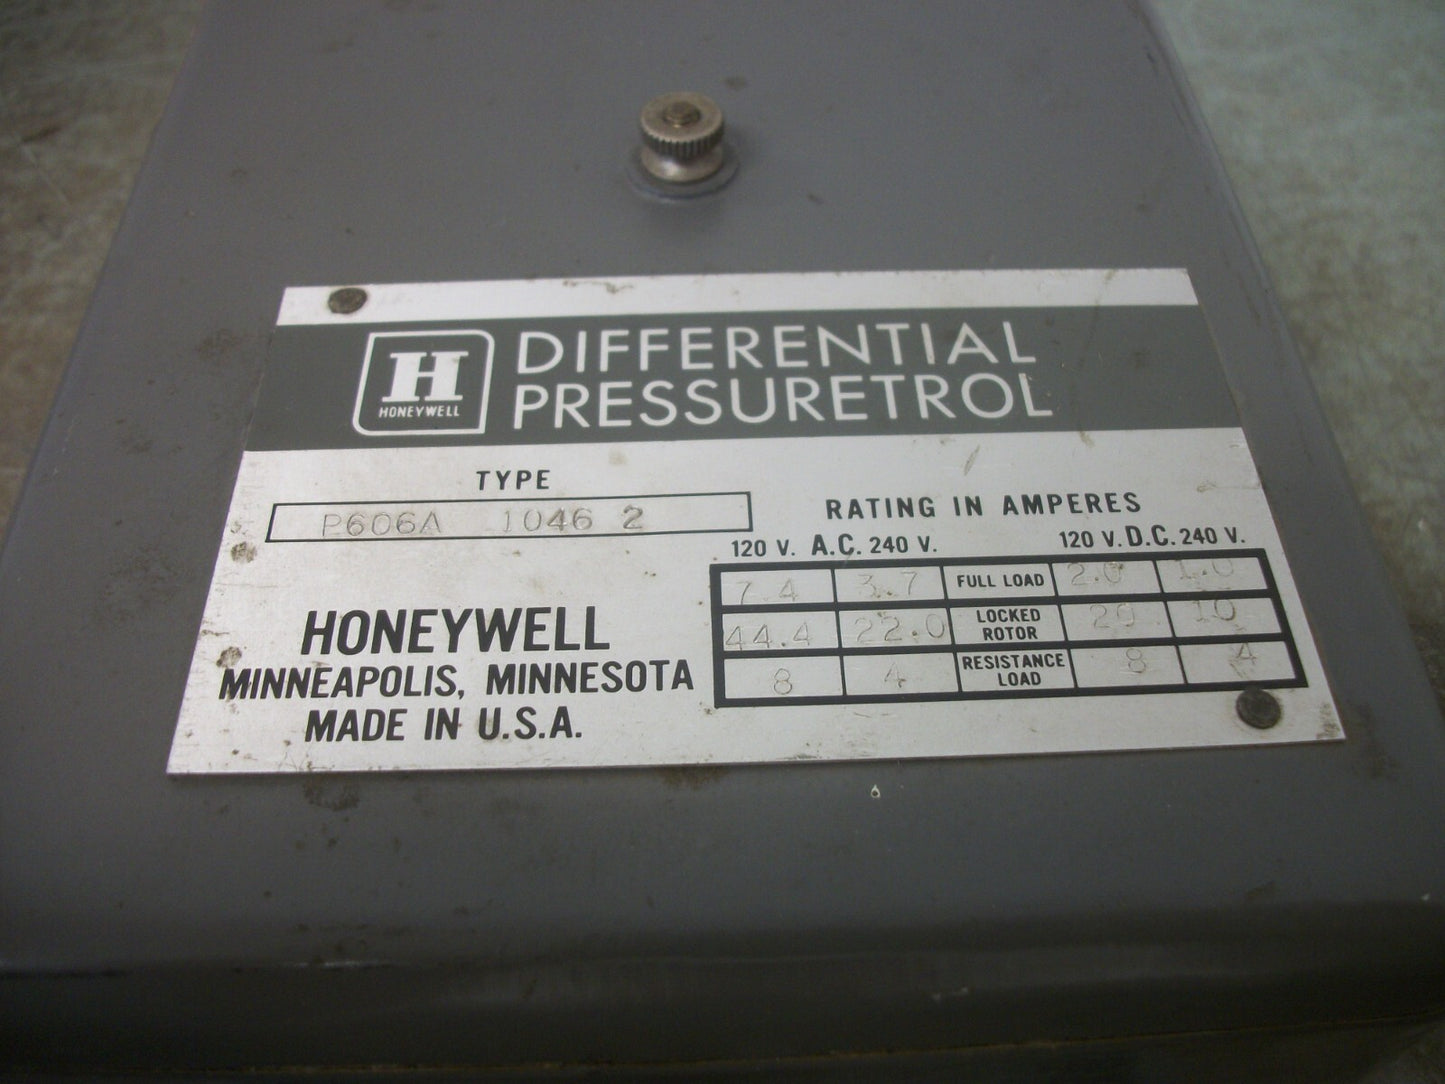 H
HONEYWELL
DIFFERENTIAL
PRESSURETROL
TYPE
P606A 1046 2
RATING IN AMPERES
120 V. A.C. 240 V. 120 V. D.C. 240 V.
7.4 3.7 FULL LOAD 2.0 1.0
44.4 22.0 LOCKED ROTOR 20 10
8 4 RESISTANCE LOAD 8 4
HONEYWELL
MINNEAPOLIS, MINNESOTA
MADE IN U.S.A.